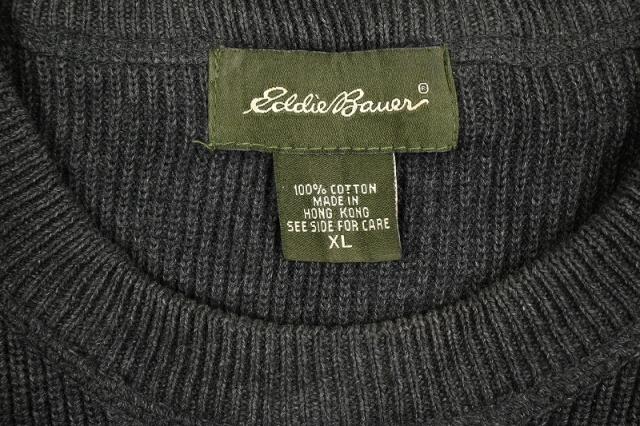 Eddie Bauer ®
100% COTTON
MADE IN
HONG KONG
SEE SIDE FOR CARE
XL